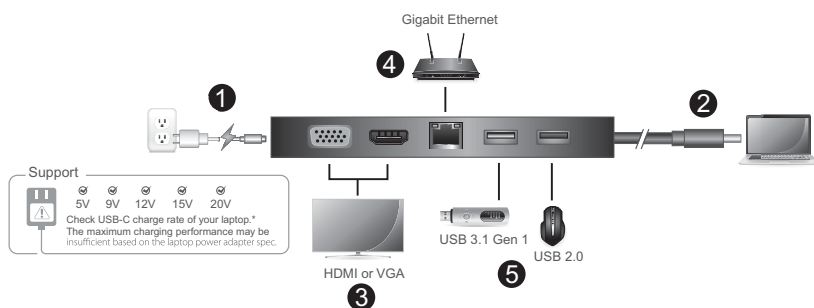 Gigabit Ethernet
4
1
2
Support
5V 9V 12V 15V 20V
Check USB-C charge rate of your laptop.*
The maximum charging performance may be
insufficient based on the laptop power adapter spec.
HDMI or VGA
3
USB 3.1 Gen 1
USB 2.0
5